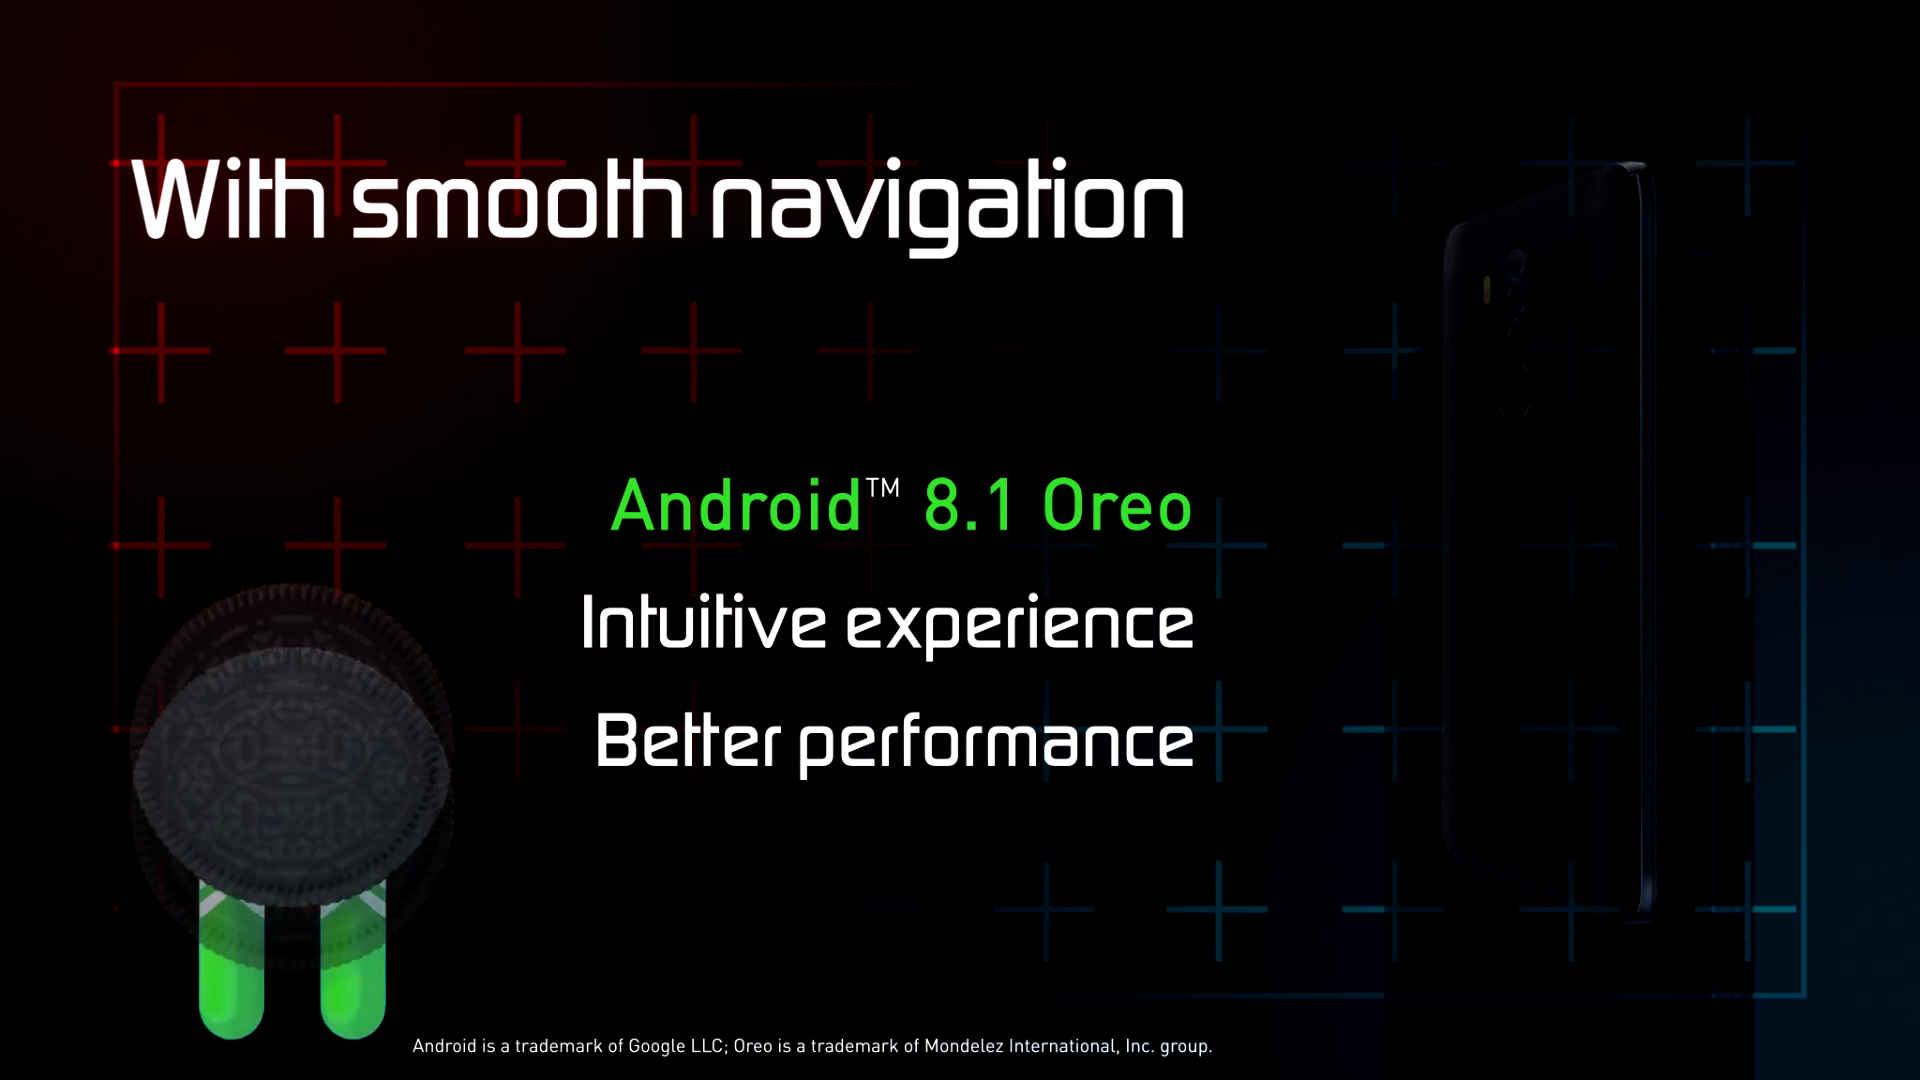 With smooth navigation
Android™ 8.1 Oreo
Intuitive experience
Better performance
Android is a trademark of Google LLC; Oreo is a trademark of Mondelez International, Inc. group.